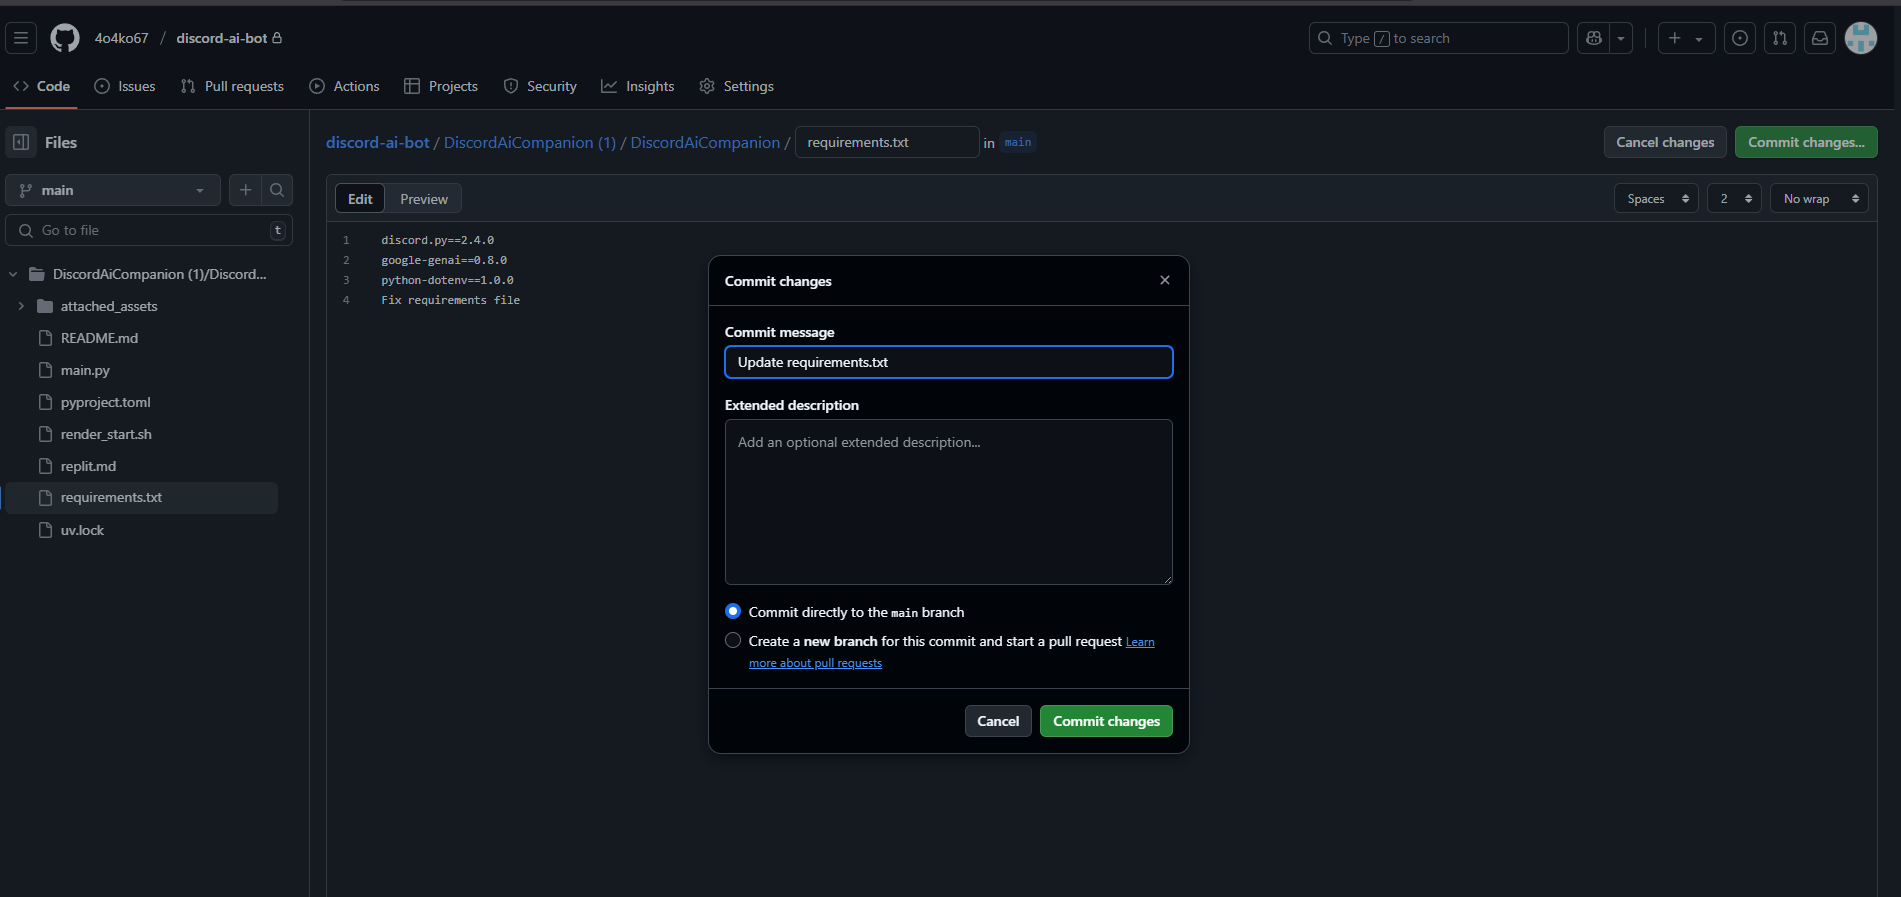 4o4ko67 / discord-ai-bot
Type / to search
Code
Issues
Pull requests
Actions
Projects
Security
Insights
Settings
Files
discord-ai-bot / DiscordAiCompanion (1) / DiscordAiCompanion / requirements.txt in main
Cancel changes
Commit changes...
main
Go to file
t
Edit
Preview
Spaces
2
No wrap
DiscordAiCompanion (1)/Discord...
attached_assets
README.md
main.py
pyproject.toml
render_start.sh
replit.md
requirements.txt
uv.lock
1 discord.py==2.4.0
2 google-genai==0.8.0
3 python-dotenv==1.0.0
4 Fix requirements file
Commit changes
Commit message
Update requirements.txt
Extended description
Add an optional extended description...
Commit directly to the main branch
Create a new branch for this commit and start a pull request Learn
more about pull requests
Cancel
Commit changes